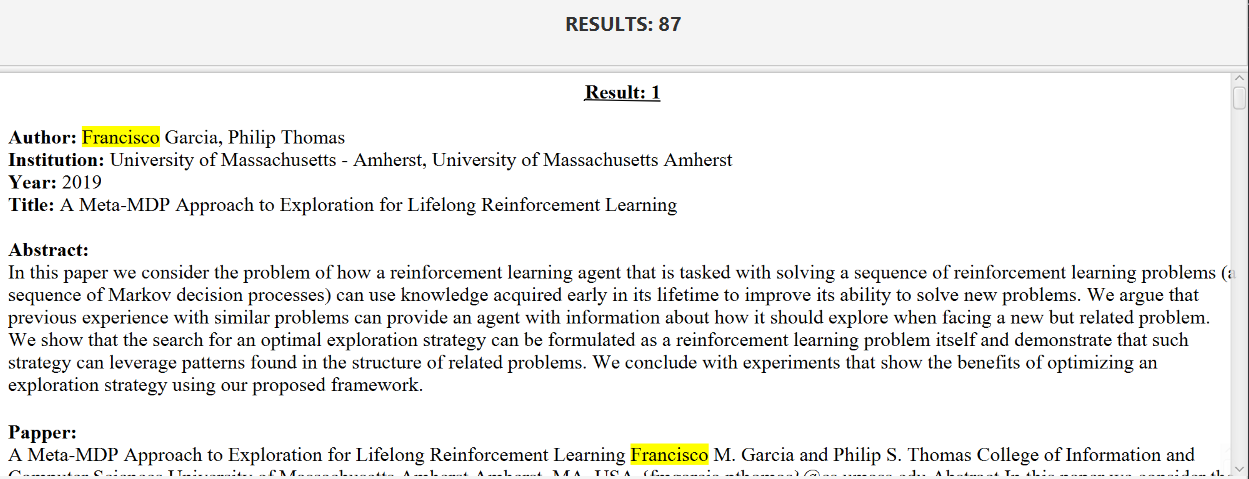 RESULTS: 87
Result: 1
Author: Francisco Garcia, Philip Thomas
Institution: University of Massachusetts - Amherst, University of Massachusetts Amherst
Year: 2019
Title: A Meta-MDP Approach to Exploration for Lifelong Reinforcement Learning
Abstract:
In this paper we consider the problem of how a reinforcement learning agent that is tasked with solving a sequence of reinforcement learning problems (a
sequence of Markov decision processes) can use knowledge acquired early in its lifetime to improve its ability to solve new problems. We argue that
previous experience with similar problems can provide an agent with information about how it should explore when facing a new but related problem.
We show that the search for an optimal exploration strategy can be formulated as a reinforcement learning problem itself and demonstrate that such
strategy can leverage patterns found in the structure of related problems. We conclude with experiments that show the benefits of optimizing an
exploration strategy using our proposed framework.
Papper:
A Meta-MDP Approach to Exploration for Lifelong Reinforcement Learning Francisco M. Garcia and Philip S. Thomas College of Information and